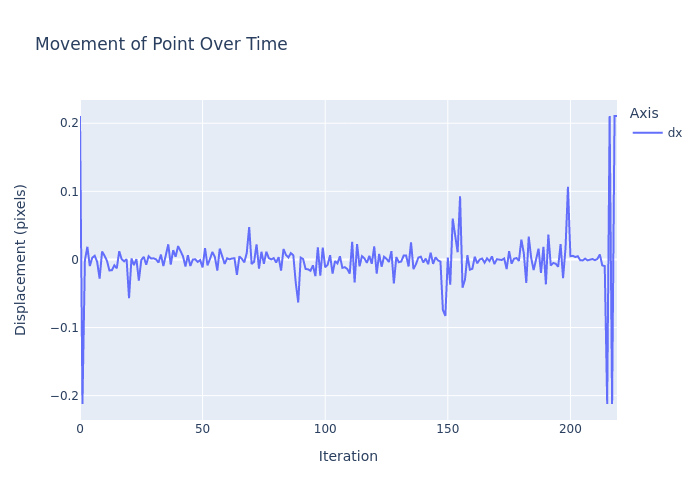 Movement of Point Over Time
Axis
dx
Displacement (pixels)
0.2
0.1
0
−0.1
−0.2
0 50 100 150 200
Iteration